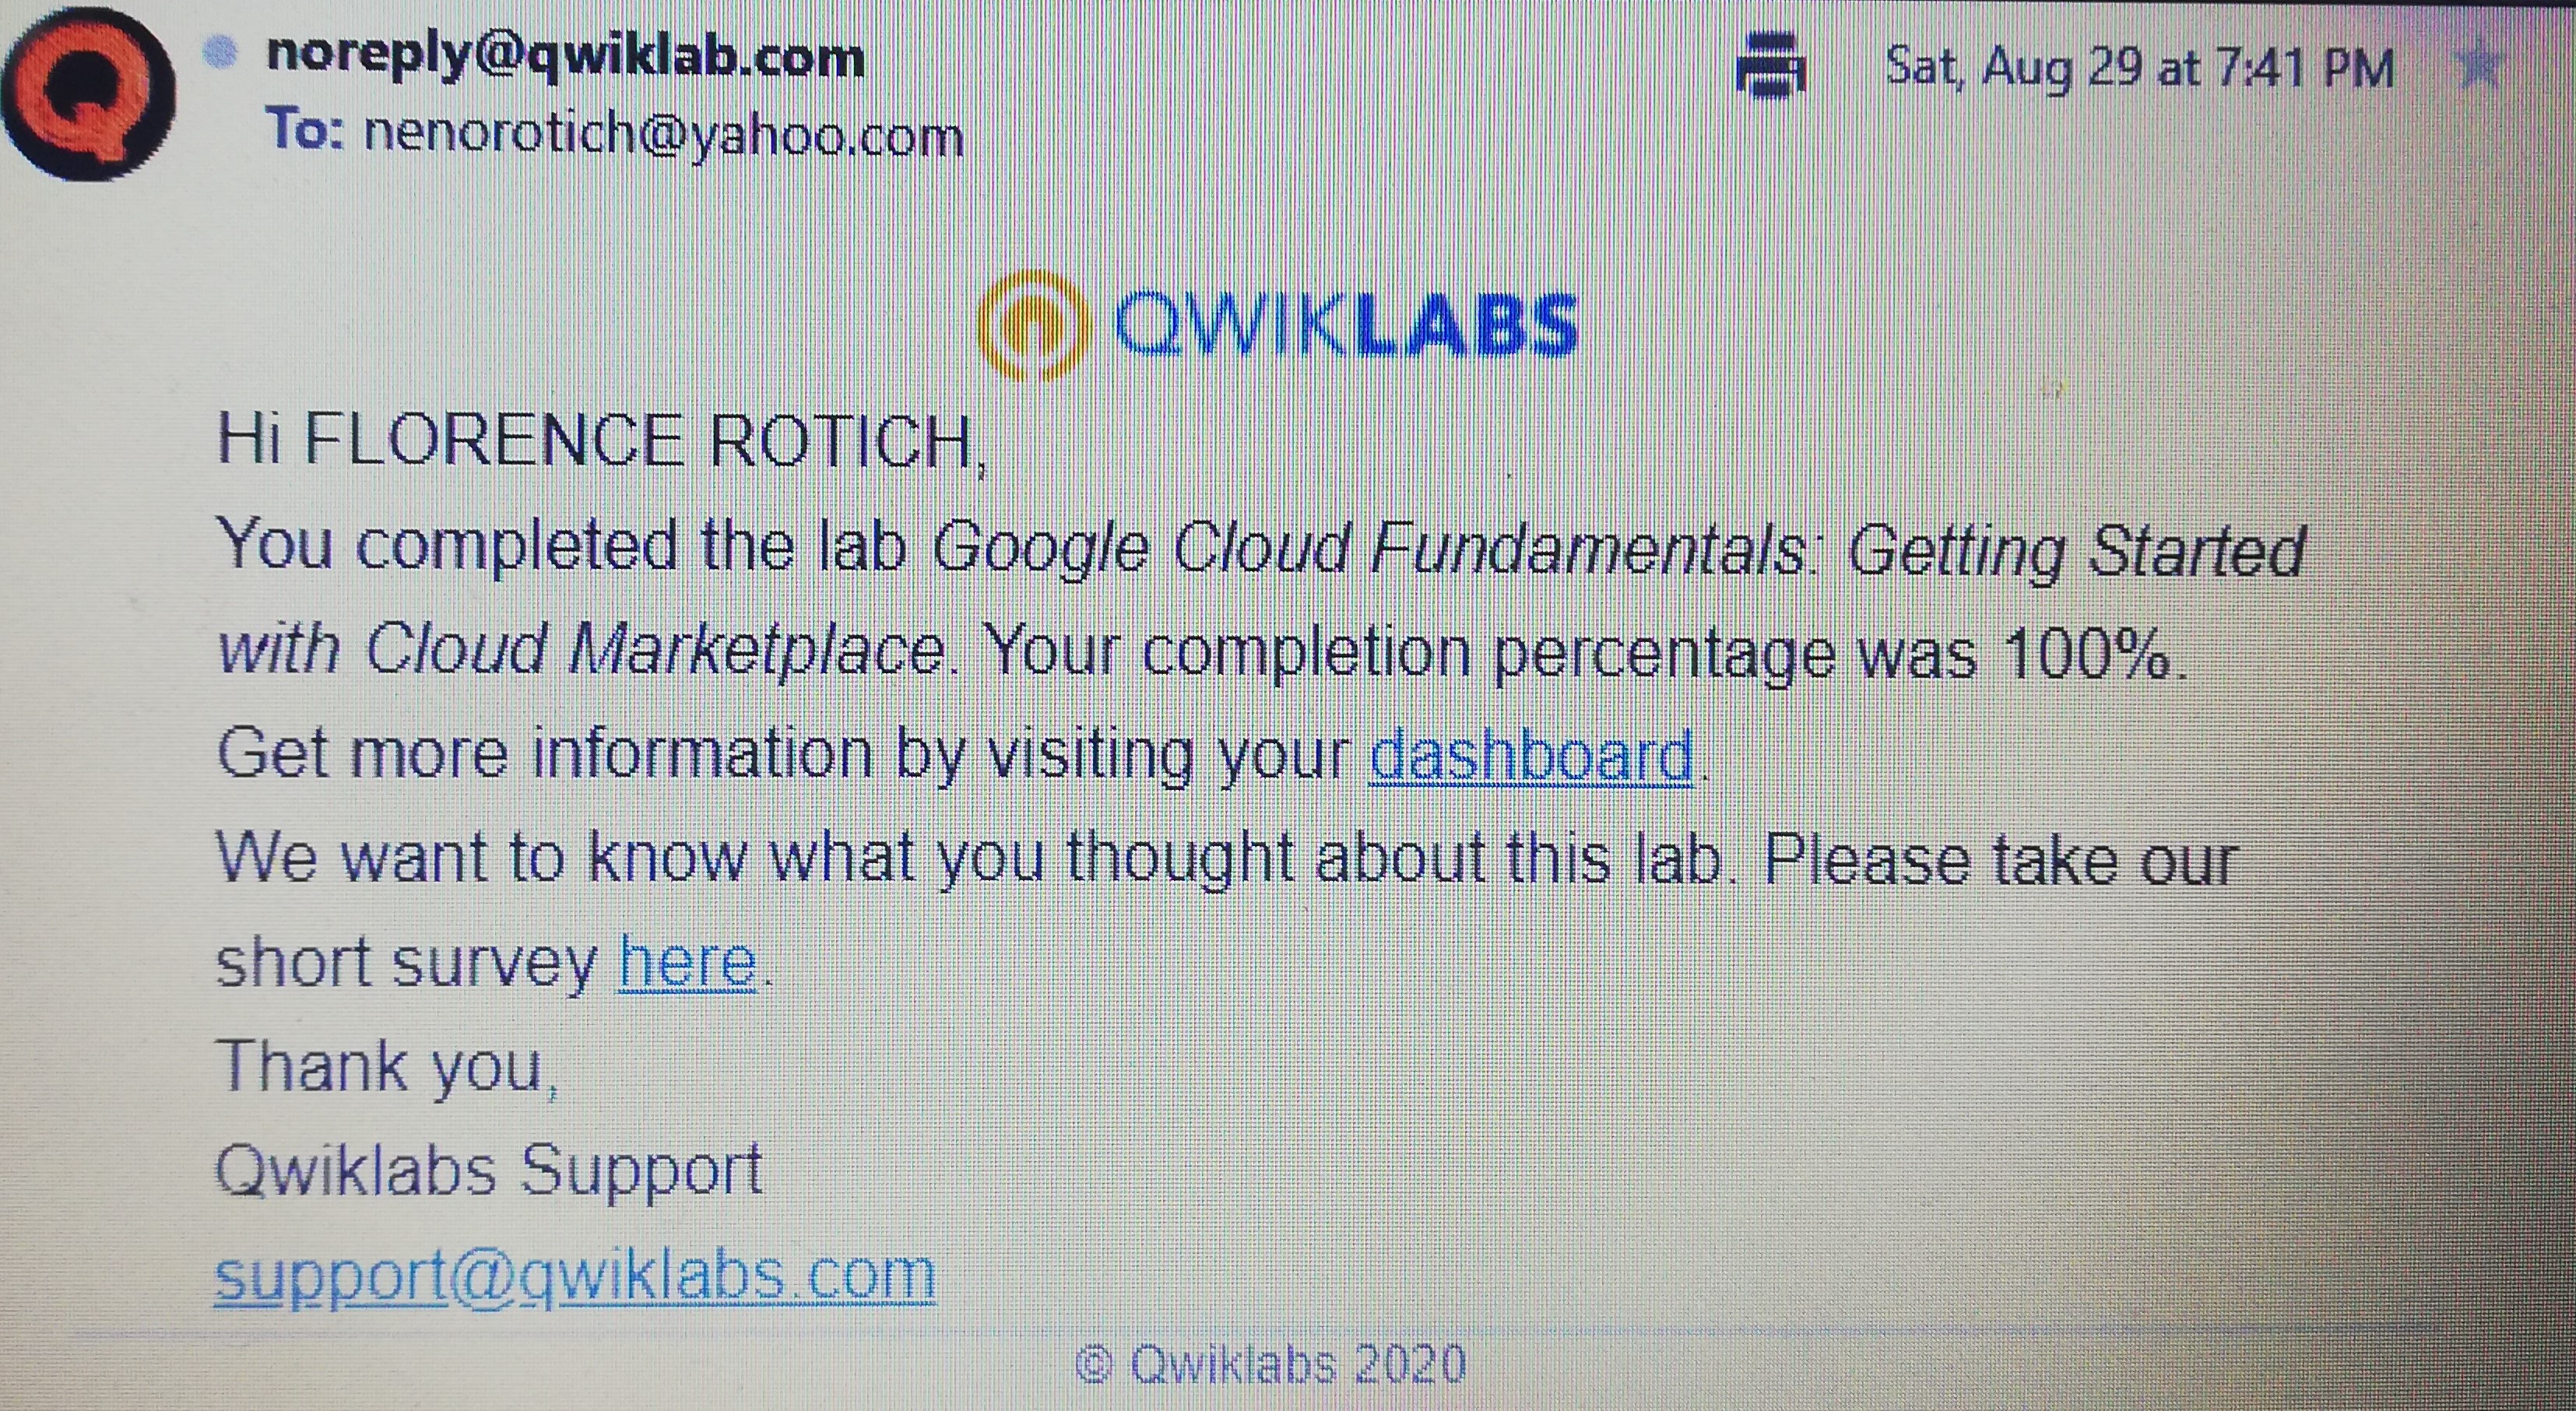 noreply@qwiklab.com
Sat, Aug 29 at 7:41 PM
To: nenorotich@yahoo.com
QWIKLABS
Hi FLORENCE ROTICH,
You completed the lab Google Cloud Fundamentals: Getting Started
with Cloud Marketplace. Your completion percentage was 100%.
Get more information by visiting your dashboard.
We want to know what you thought about this lab. Please take our
short survey here.
Thank you,
Qwiklabs Support
support@qwiklabs.com
© Qwiklabs 2020